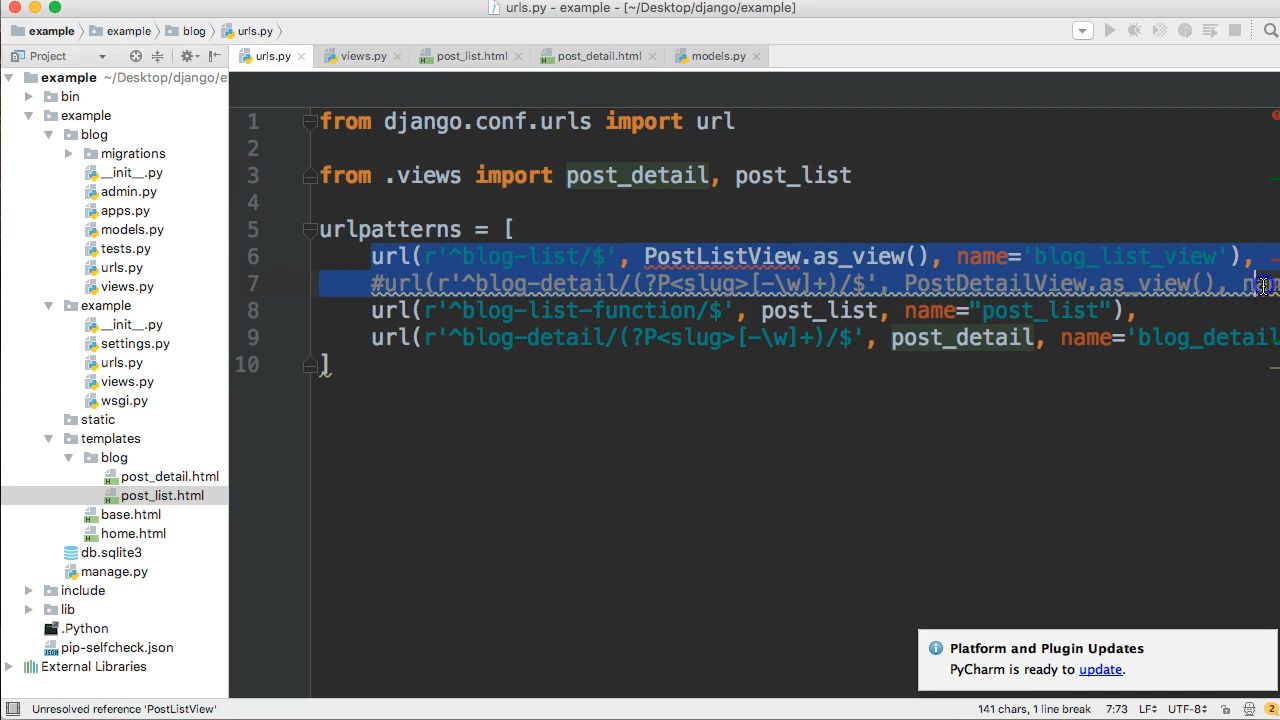 urls.py - example - [~/Desktop/django/example]
example example blog urls.py
Project urls.py views.py post_list.html post_detail.html models.py
example ~/Desktop/django/e
bin
example
blog
migrations
__init__.py
admin.py
apps.py
models.py
tests.py
urls.py
views.py
example
__init__.py
settings.py
urls.py
views.py
wsgi.py
static
templates
blog
post_detail.html
post_list.html
base.html
home.html
db.sqlite3
manage.py
include
lib
.Python
pip-selfcheck.json
External Libraries
1 from django.conf.urls import url
2
3 from .views import post_detail, post_list
4
5 urlpatterns = [
6 url(r'^blog-list/$', PostListView.as_view(), name='blog_list_view'),
7 #url(r'^blog-detail/(?P<slug>[-\w]+)/$', PostDetailView.as_view(), na
8 url(r'^blog-list-function/$', post_list, name="post_list"),
9 url(r'^blog-detail/(?P<slug>[-\w]+)/$', post_detail, name='blog_detail
10 ]
Platform and Plugin Updates
PyCharm is ready to update.
Unresolved reference 'PostListView' 141 chars, 1 line break 7:73 LF UTF-8 2